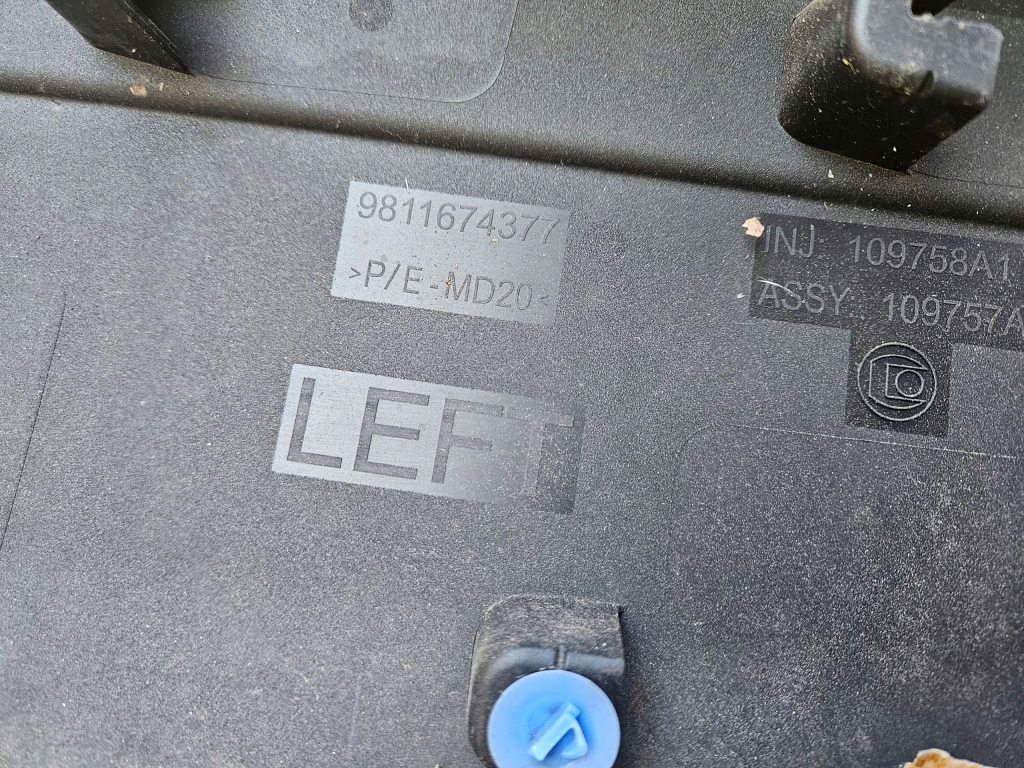 9811674377
>P/E-MD20<
LEFT
INJ: 109758A1
ASSY: 109757A